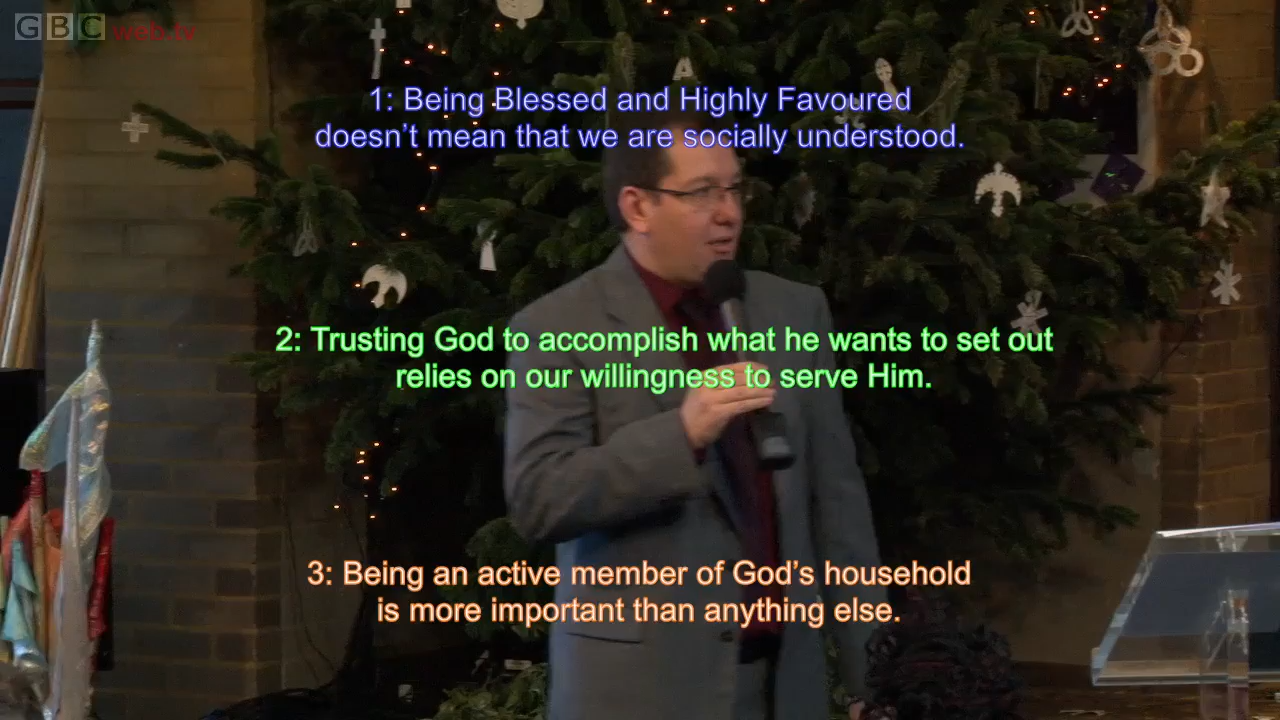 GBC web.tv
1: Being Blessed and Highly Favoured
doesn’t mean that we are socially understood.
2: Trusting God to accomplish what he wants to set out
relies on our willingness to serve Him.
3: Being an active member of God’s household
is more important than anything else.